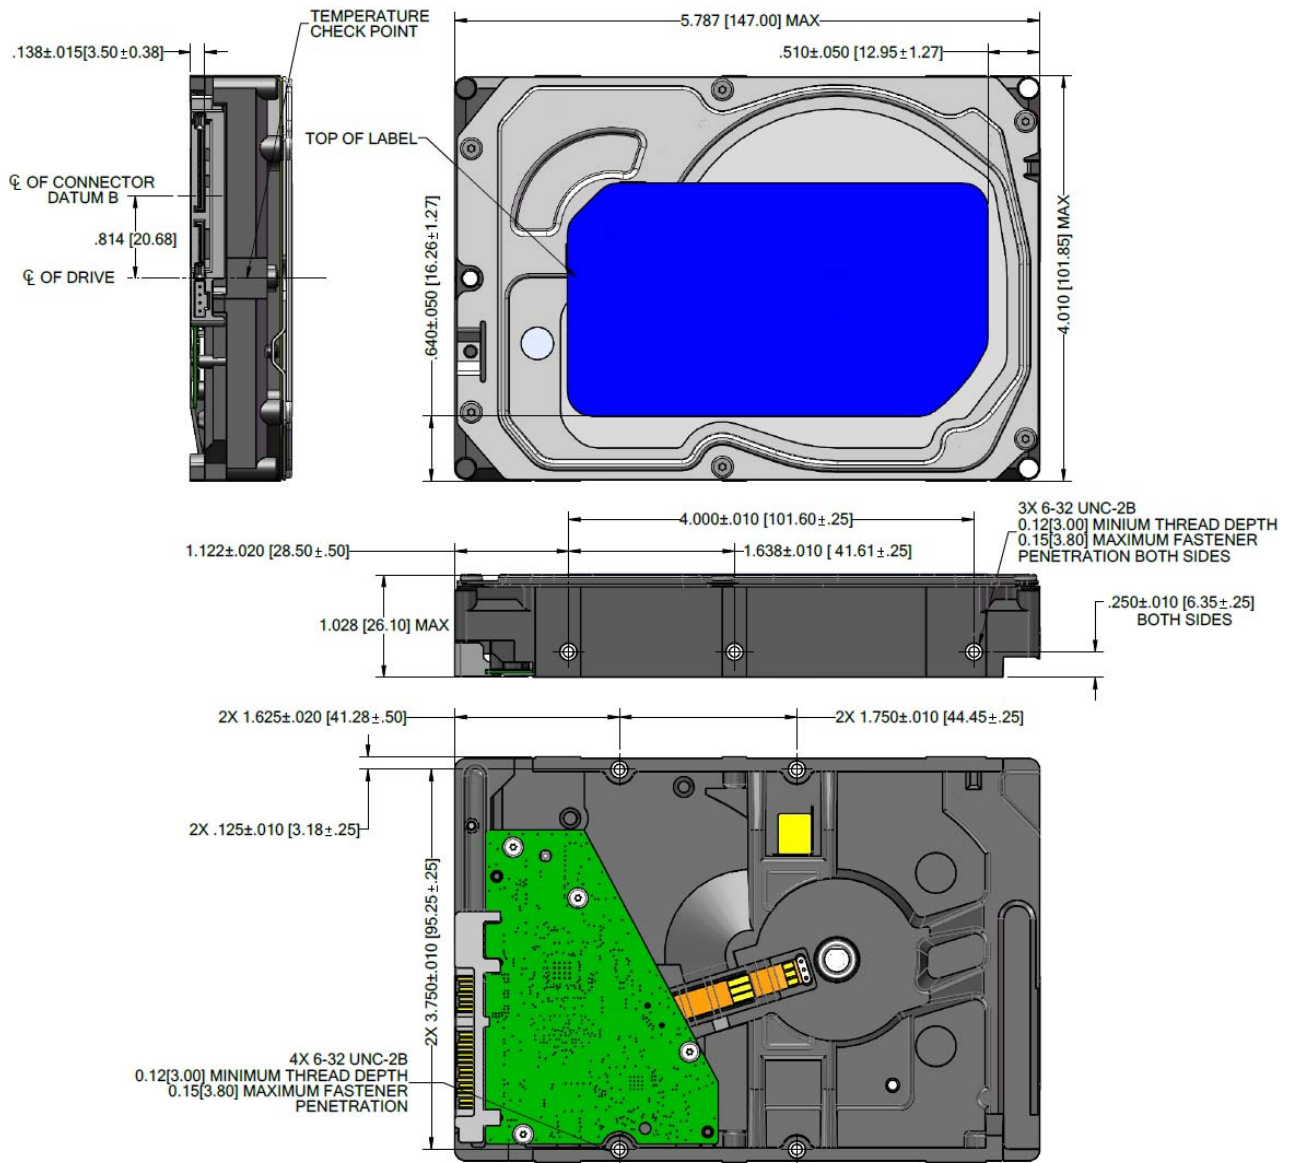 TEMPERATURE
CHECK POINT
.138±.015[3.50±0.38]
5.787 [147.00] MAX
.510±.050 [12.95±1.27]
TOP OF LABEL
℄ OF CONNECTOR
DATUM B
.814 [20.68]
℄ OF DRIVE
.640±.050 [16.26±1.27]
4.010 [101.85] MAX
4.000±.010 [101.60±.25]
3X 6-32 UNC-2B
0.12[3.00] MINIUM THREAD DEPTH
0.15[3.80] MAXIMUM FASTENER
PENETRATION BOTH SIDES
1.122±.020 [28.50±.50]
1.638±.010 [ 41.61±.25]
1.028 [26.10] MAX
.250±.010 [6.35±.25]
BOTH SIDES
2X 1.625±.020 [41.28±.50]
2X 1.750±.010 [44.45±.25]
2X .125±.010 [3.18±.25]
2X 3.750±.010 [95.25±.25]
4X 6-32 UNC-2B
0.12[3.00] MINIMUM THREAD DEPTH
0.15[3.80] MAXIMUM FASTENER
PENETRATION